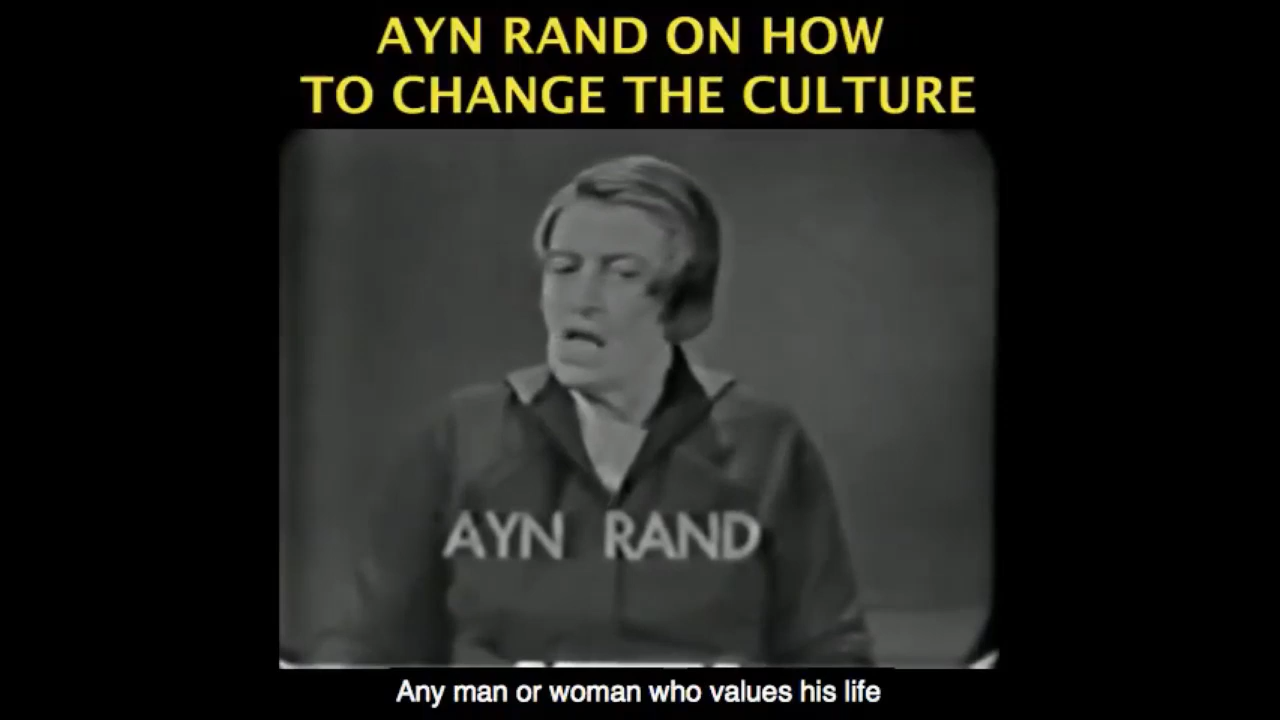 AYN RAND ON HOW
TO CHANGE THE CULTURE
AYN RAND
Any man or woman who values his life